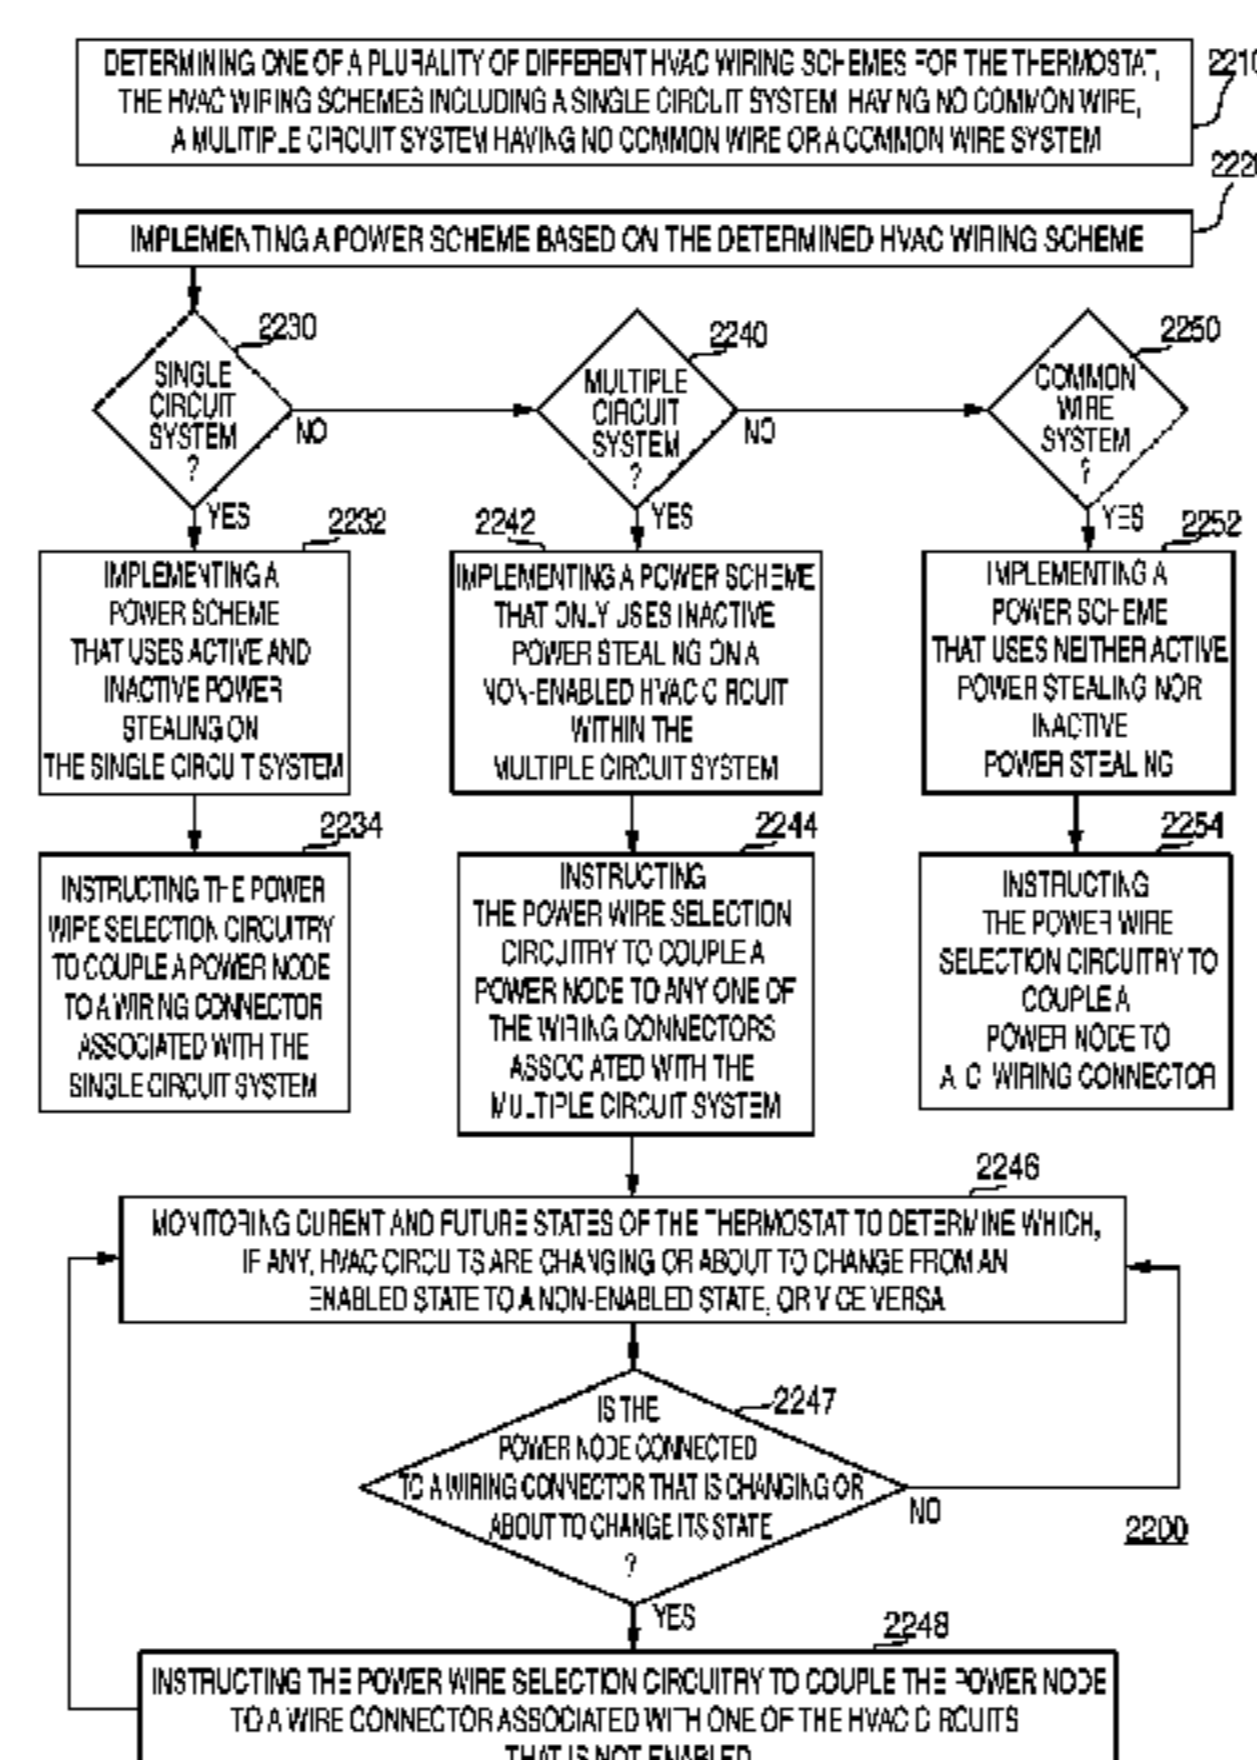 DETERMINING ONE OF A PLURALITY OF DIFFERENT HVAC WIRING SCHEMES FOR THE THERMOSTAT,
THE HVAC WIRING SCHEMES INCLUDING A SINGLE CIRCUIT SYSTEM HAVING NO COMMON WIRE,
A MULITIPLE CIRCUIT SYSTEM HAVING NO COMMON WIRE OR A COMMON WIRE SYSTEM
2210
2220
IMPLEMENTING A POWER SCHEME BASED ON THE DETERMINED HVAC WIRING SCHEME
2230
SINGLE
CIRCUIT
SYSTEM
?
NO
YES
2240
MULTIPLE
CIRCUIT
SYSTEM
?
NO
YES
2250
COMMON
WIRE
SYSTEM
?
YES
2232
IMPLEMENTING A
POWER SCHEME
THAT USES ACTIVE AND
INACTIVE POWER
STEALING ON
THE SINGLE CIRCUIT SYSTEM
2242
IMPLEMENTING A POWER SCHEME
THAT ONLY USES INACTIVE
POWER STEALING ON A
NON-ENABLED HVAC CIRCUIT
WITHIN THE
MULTIPLE CIRCUIT SYSTEM
2252
IMPLEMENTING A
POWER SCHEME
THAT USES NEITHER ACTIVE
POWER STEALING NOR
INACTIVE
POWER STEALING
2234
INSTRUCTING THE POWER
WIRE SELECTION CIRCUITRY
TO COUPLE A POWER NODE
TO A WIRING CONNECTOR
ASSOCIATED WITH THE
SINGLE CIRCUIT SYSTEM
2244
INSTRUCTING
THE POWER WIRE SELECTION
CIRCUITRY TO COUPLE A
POWER NODE TO ANY ONE OF
THE WIRING CONNECTORS
ASSOCIATED WITH THE
MULTIPLE CIRCUIT SYSTEM
2254
INSTRUCTING
THE POWER WIRE
SELECTION CIRCUITRY TO
COUPLE A
POWER NODE TO
A C WIRING CONNECTOR
2246
MONITORING CURENT AND FUTURE STATES OF THE THERMOSTAT TO DETERMINE WHICH,
IF ANY, HVAC CIRCUITS ARE CHANGING OR ABOUT TO CHANGE FROM AN
ENABLED STATE TO A NON-ENABLED STATE, OR VICE VERSA
2247
IS THE
POWER NODE CONNECTED
TO A WIRING CONNECTOR THAT IS CHANGING OR
ABOUT TO CHANGE ITS STATE
?
NO
YES
2200
2248
INSTRUCTING THE POWER WIRE SELECTION CIRCUITRY TO COUPLE THE POWER NODE
TO A WIRE CONNECTOR ASSOCIATED WITH ONE OF THE HVAC CIRCUITS
THAT IS NOT ENABLED